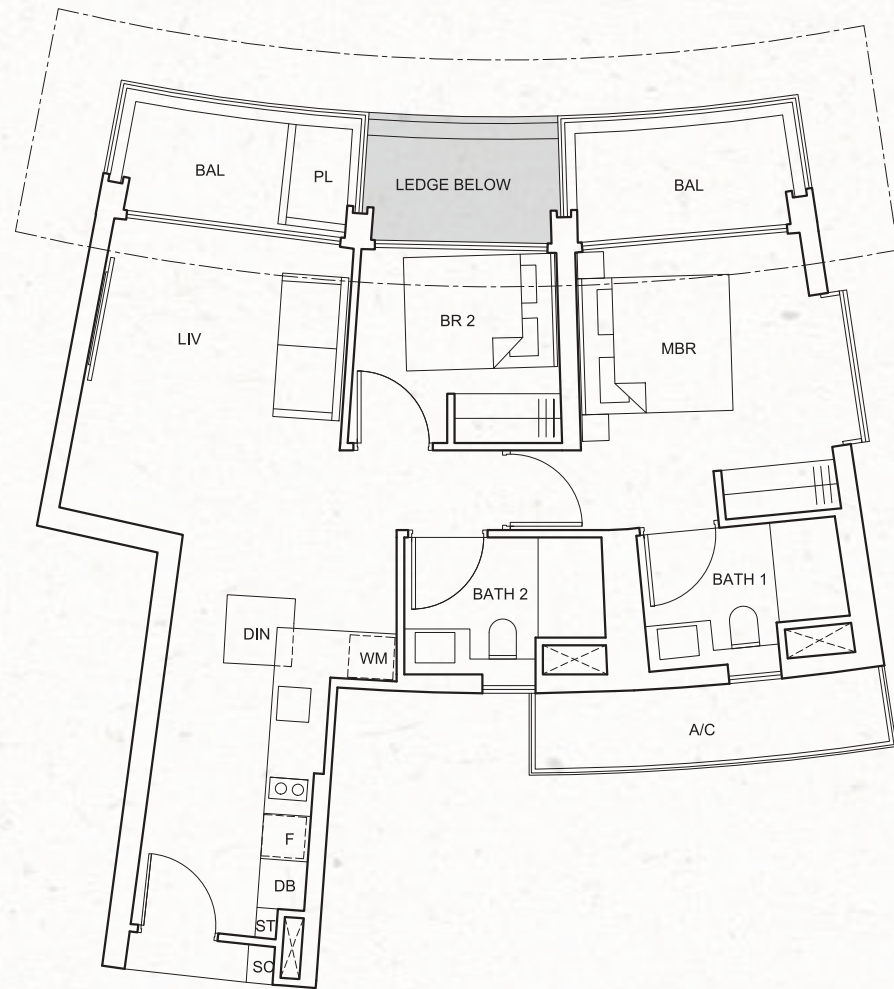 BAL
PL
LEDGE BELOW
BAL
LIV
BR 2
MBR
BATH 2
BATH 1
DIN
WM
A/C
F
DB
ST
SC